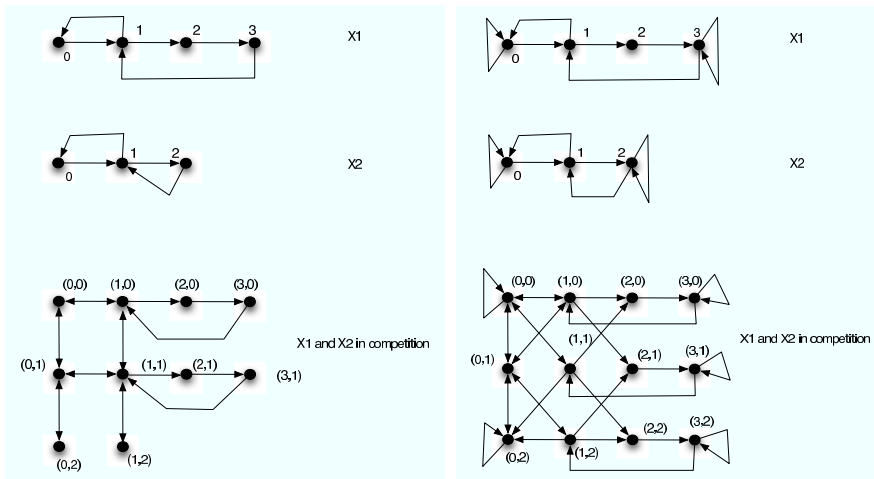 1 2 3
0
X1
1 2
0
X2
(0,0) (1,0) (2,0) (3,0)
X1 and X2 in competition
(0,1) (1,1) (2,1) (3,1)
(0,2) (1,2)
1 2 3
0
X1
1 2
0
X2
(0,0) (1,0) (2,0) (3,0)
(1,1)
X1 and X2 in competition
(0,1) (2,1) (3,1)
(2,2) (3,2)
(0,2) (1,2)